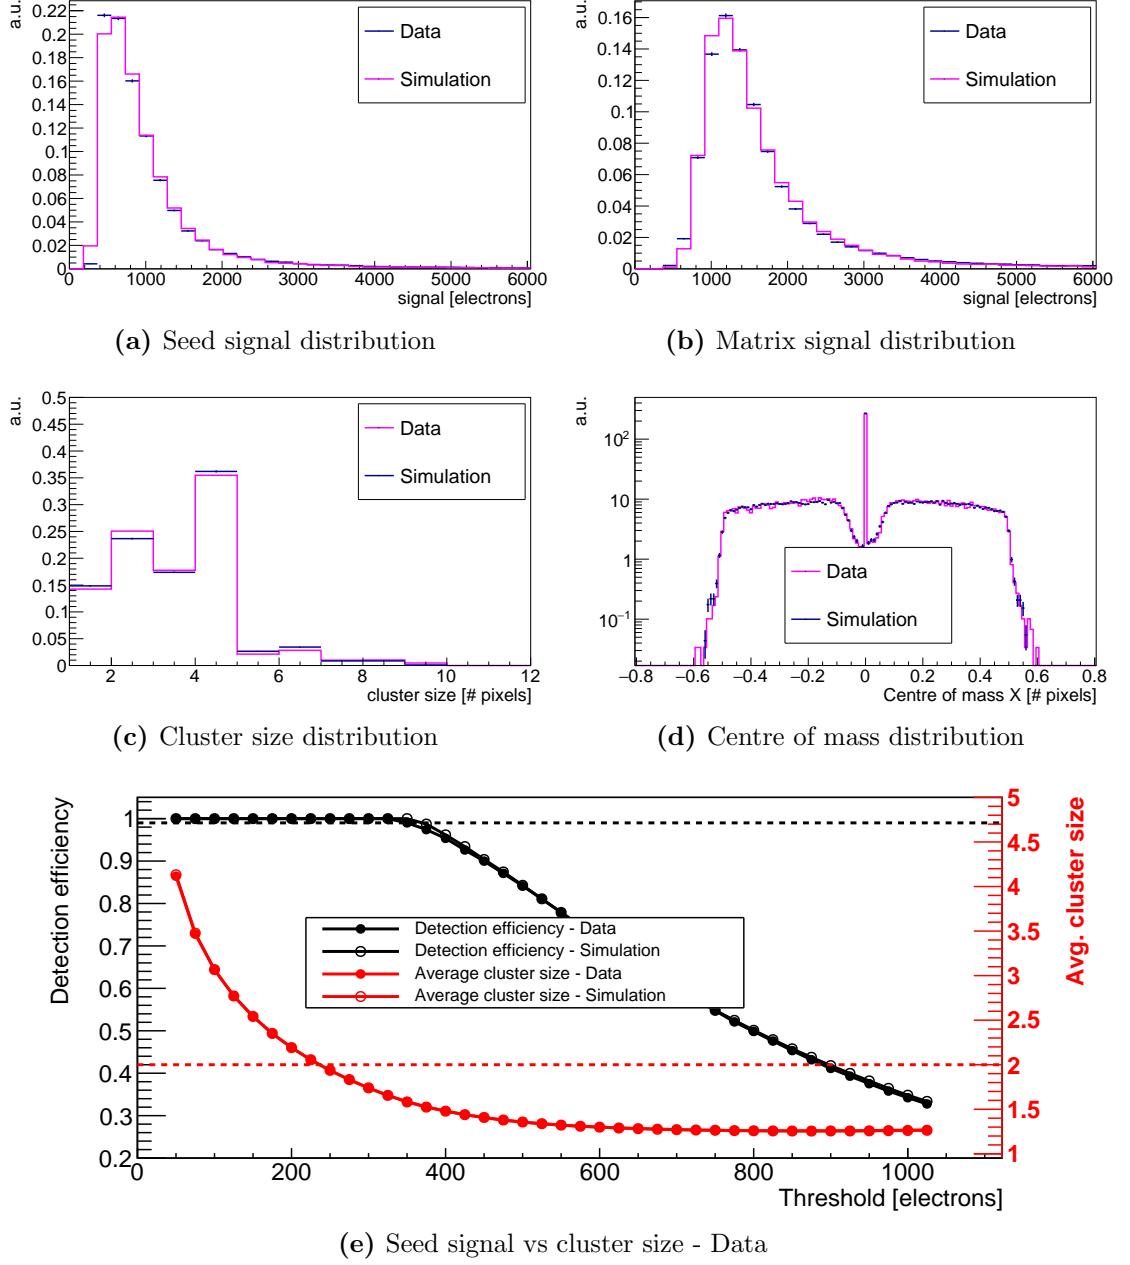 a.u.
0.22
0.2
0.18
0.16
0.14
0.12
0.1
0.08
0.06
0.04
0.02
0
Data
Simulation
0 1000 2000 3000 4000 5000 6000
signal [electrons]
(a) Seed signal distribution
a.u.
0.16
0.14
0.12
0.1
0.08
0.06
0.04
0.02
0
Data
Simulation
0 1000 2000 3000 4000 5000 6000
signal [electrons]
(b) Matrix signal distribution
a.u.
0.5
0.45
0.4
0.35
0.3
0.25
0.2
0.15
0.1
0.05
0
Data
Simulation
2 4 6 8 10 12
cluster size [# pixels]
(c) Cluster size distribution
a.u.
10²
10
1
10⁻¹
Data
Simulation
−0.8 −0.6 −0.4 −0.2 0 0.2 0.4 0.6 0.8
Centre of mass X [# pixels]
(d) Centre of mass distribution
Detection efficiency
1
0.9
0.8
0.7
0.6
0.5
0.4
0.3
0.2
Detection efficiency - Data
Detection efficiency - Simulation
Average cluster size - Data
Average cluster size - Simulation
5
4.5
4
3.5
3
2.5
2
1.5
1
Avg. cluster size
0 200 400 600 800 1000
Threshold [electrons]
(e) Seed signal vs cluster size - Data